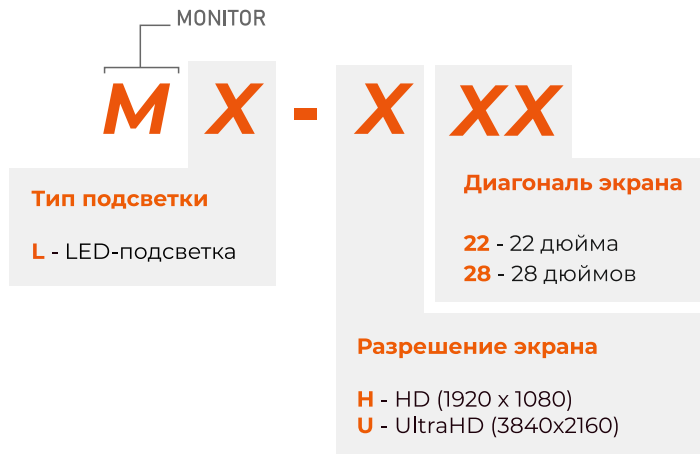 MONITOR
M X - X XX
Тип подсветки
L - LED-подсветка
Диагональ экрана
22 - 22 дюйма
28 - 28 дюймов
Разрешение экрана
H - HD (1920 x 1080)
U - UltraHD (3840x2160)